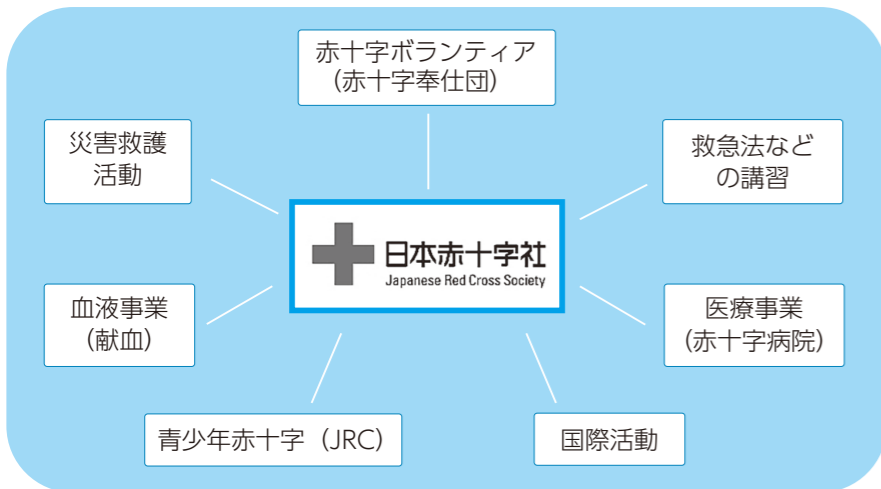 赤十字ボランティア
（赤十字奉仕団）
災害救護
活動
救急法など
の講習
日本赤十字社
Japanese Red Cross Society
血液事業
（献血）
医療事業
（赤十字病院）
青少年赤十字（JRC）
国際活動